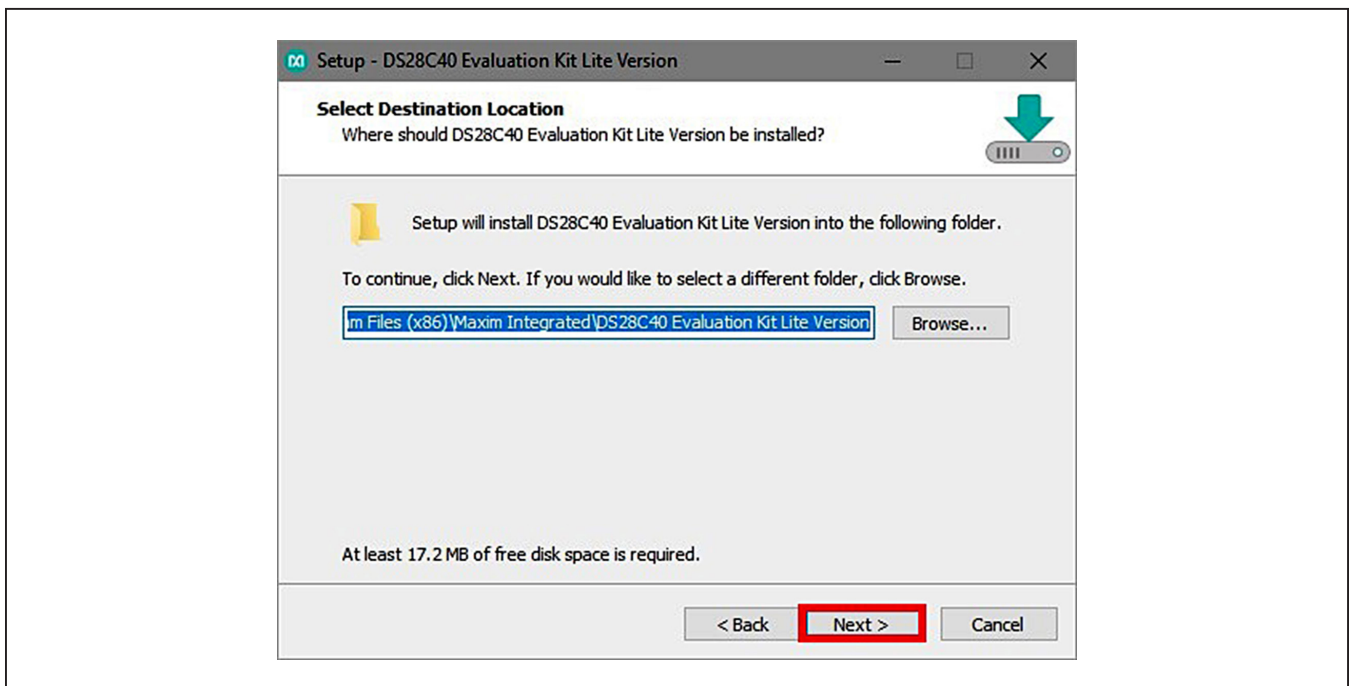 Setup - DS28C40 Evaluation Kit Lite Version
Select Destination Location
Where should DS28C40 Evaluation Kit Lite Version be installed?
Setup will install DS28C40 Evaluation Kit Lite Version into the following folder.
To continue, click Next. If you would like to select a different folder, click Browse.
m Files (x86)\Maxim Integrated\DS28C40 Evaluation Kit Lite Version Browse...
At least 17.2 MB of free disk space is required.
< Back Next > Cancel